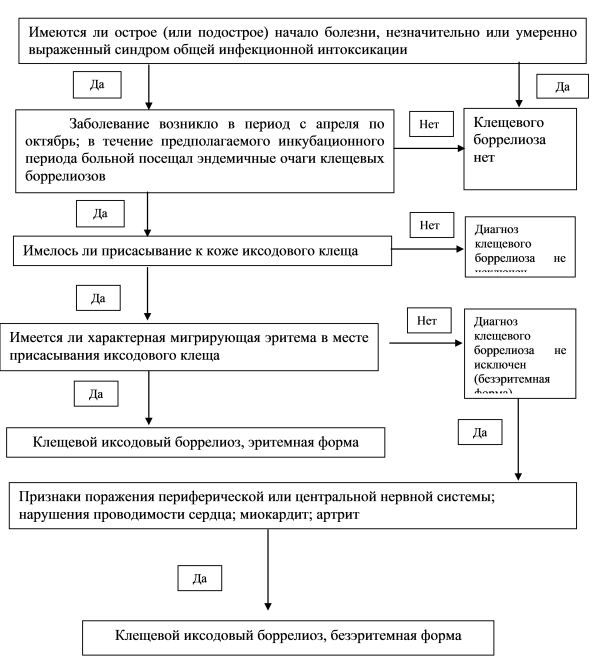 Имеются ли острое (или подострое) начало болезни, незначительно или умеренно
выраженный синдром общей инфекционной интоксикации
Да
Да
Заболевание возникло в период с апреля по
октябрь; в течение предполагаемого инкубационного
периода больной посещал эндемичные очаги клещевых
боррелиозов
Нет
Клещевого
боррелиоза
нет
Да
Имелось ли присасывание к коже иксодового клеща
Нет
Диагноз
клещевого
боррелиоза не
исключен
Да
Имеется ли характерная мигрирующая эритема в месте
присасывания иксодового клеща
Нет
Диагноз
клещевого
боррелиоза не
исключен
(безэритемная
форма)
Да
Клещевой иксодовый боррелиоз, эритемная форма
Да
Признаки поражения периферической или центральной нервной системы;
нарушения проводимости сердца; миокардит; артрит
Да
Клещевой иксодовый боррелиоз, безэритемная форма